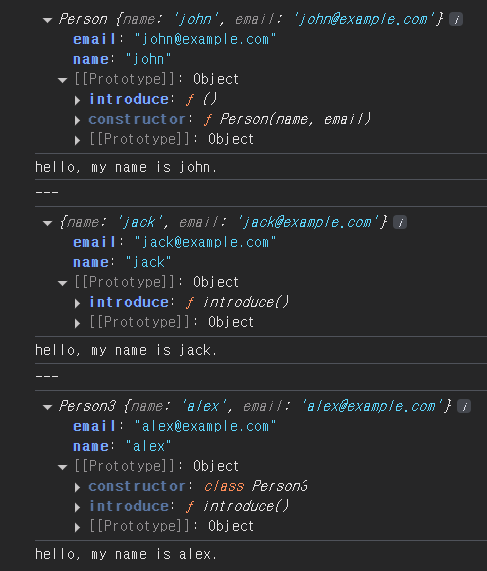 Person {name: 'john', email: 'john@example.com'} i
email: "john@example.com"
name: "john"
[[Prototype]]: Object
introduce: ƒ ()
constructor: ƒ Person(name, email)
[[Prototype]]: Object
hello, my name is john.
---
{name: 'jack', email: 'jack@example.com'} i
email: "jack@example.com"
name: "jack"
[[Prototype]]: Object
introduce: ƒ introduce()
[[Prototype]]: Object
hello, my name is jack.
---
Person3 {name: 'alex', email: 'alex@example.com'} i
email: "alex@example.com"
name: "alex"
[[Prototype]]: Object
constructor: class Person3
introduce: ƒ introduce()
[[Prototype]]: Object
hello, my name is alex.